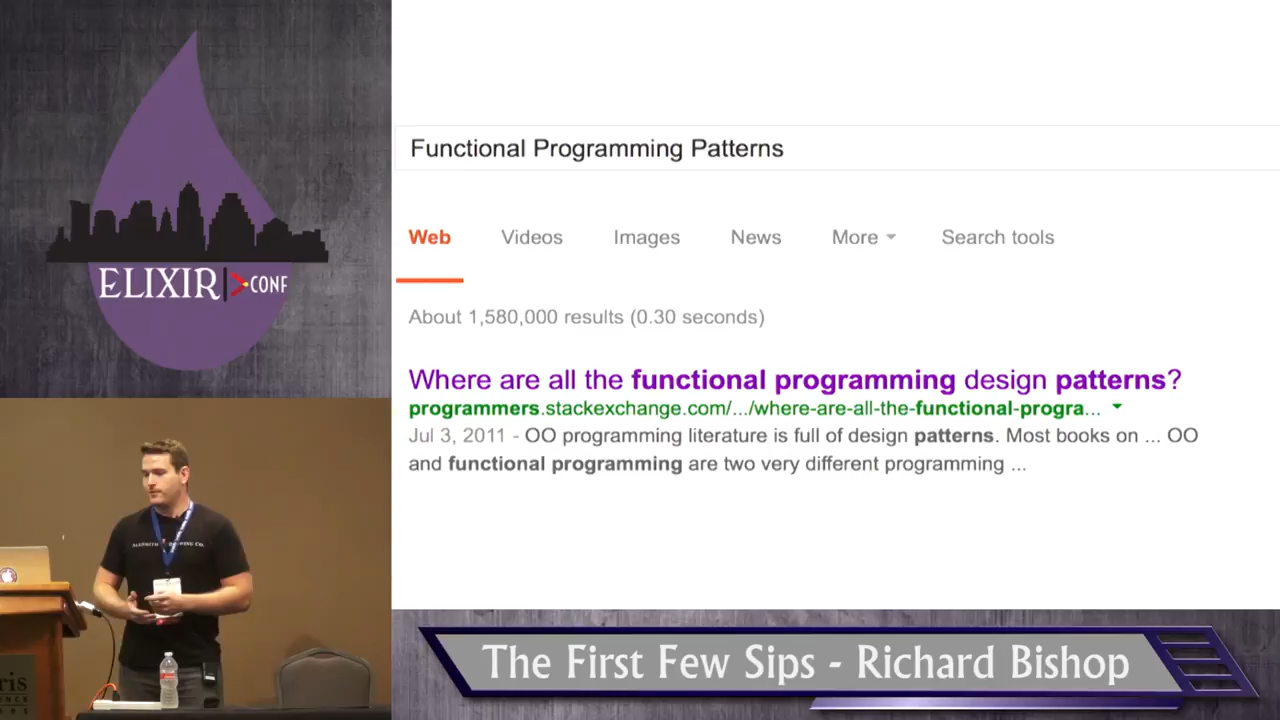 ELIXIR
CONF
Functional Programming Patterns
Web Videos Images News More Search tools
About 1,580,000 results (0.30 seconds)
Where are all the functional programming design patterns?
programmers.stackexchange.com/.../where-are-all-the-functional-progra...
Jul 3, 2011 - OO programming literature is full of design patterns. Most books on ... OO
and functional programming are two very different programming ...
The First Few Sips - Richard Bishop